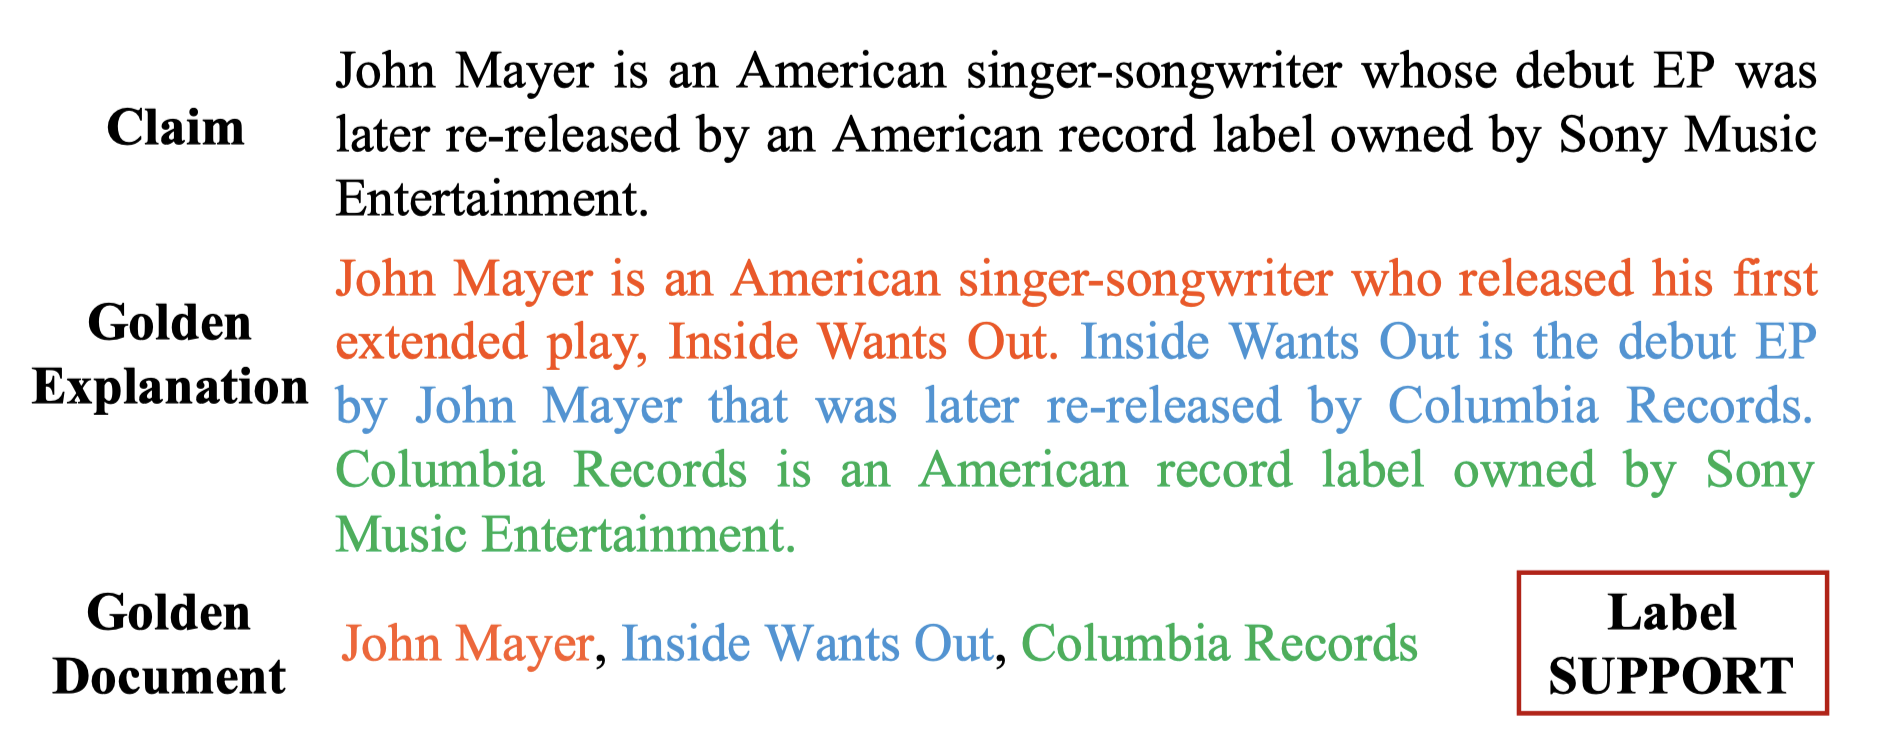 Claim
John Mayer is an American singer-songwriter whose debut EP was
later re-released by an American record label owned by Sony Music
Entertainment.
Golden
Explanation
John Mayer is an American singer-songwriter who released his first
extended play, Inside Wants Out. Inside Wants Out is the debut EP
by John Mayer that was later re-released by Columbia Records.
Columbia Records is an American record label owned by Sony
Music Entertainment.
Golden
Document
John Mayer, Inside Wants Out, Columbia Records
Label
SUPPORT